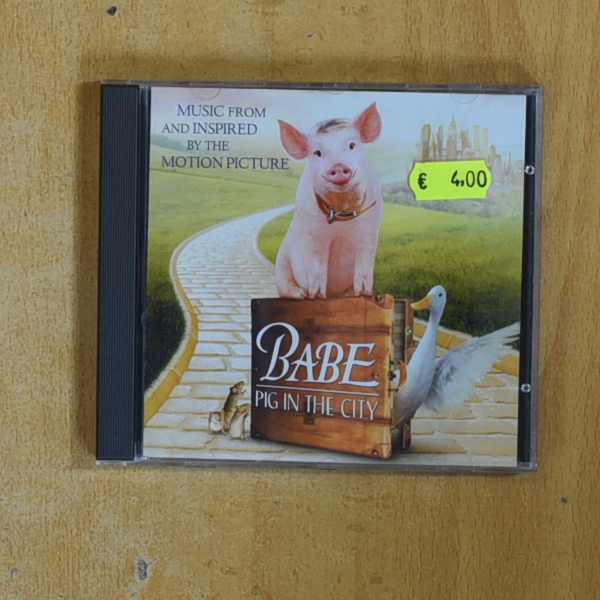 MUSIC FROM
AND INSPIRED
BY THE
MOTION PICTURE
€ 4,00
BABE
PIG IN THE CITY